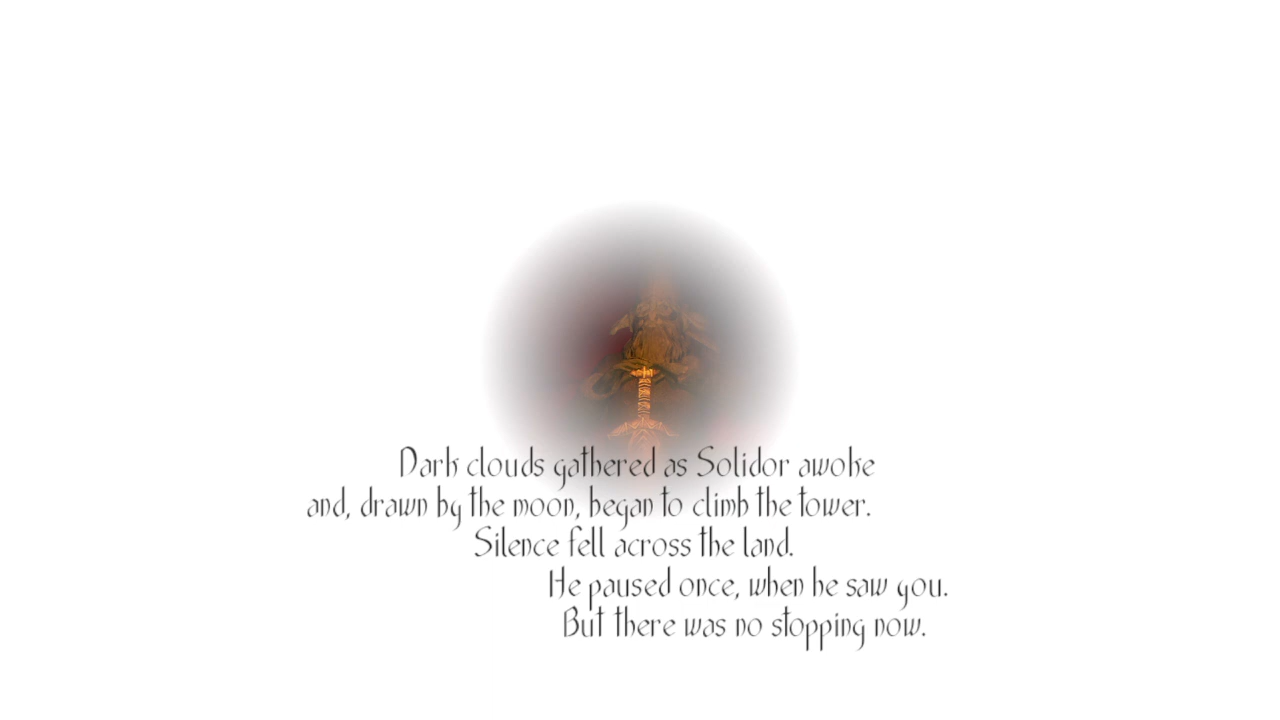 Dark clouds gathered as Solidor awoke
and, drawn by the moon, began to climb the tower.
Silence fell across the land.
He paused once, when he saw you.
But there was no stopping now.